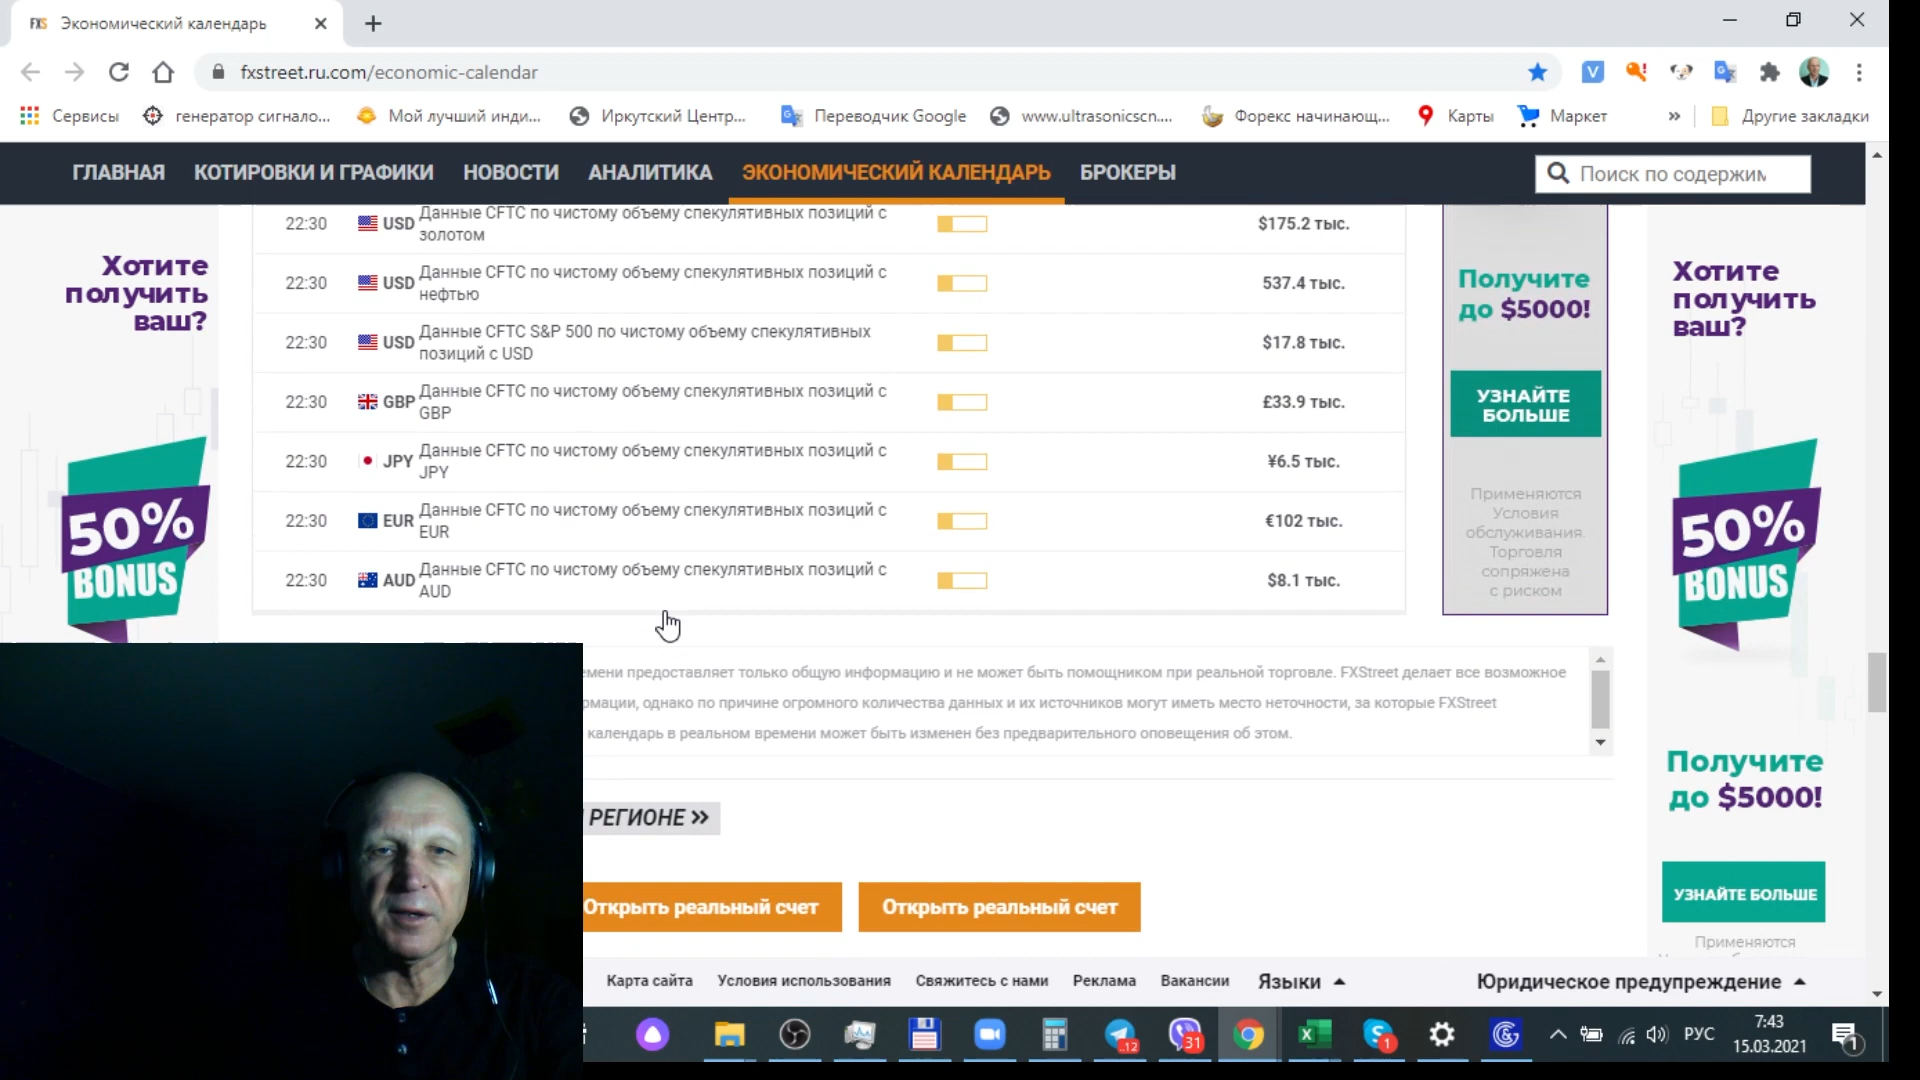 FXS Экономический календарь
fxstreet.ru.com/economic-calendar
Сервисы
генератор сигнало...
Мой лучший инди...
Иркутский Центр...
Переводчик Google
www.ultrasonicscn....
Форекс начинающ...
Карты
Маркет
»
Другие закладки
ГЛАВНАЯ
КОТИРОВКИ И ГРАФИКИ
НОВОСТИ
АНАЛИТИКА
ЭКОНОМИЧЕСКИЙ КАЛЕНДАРЬ
БРОКЕРЫ
Поиск по содержим
22:30 USD Данные CFTC по чистому объему спекулятивных позиций с
золотом
$175.2 тыс.
22:30 USD Данные CFTC по чистому объему спекулятивных позиций с
нефтью
537.4 тыс.
22:30 USD Данные CFTC S&P 500 по чистому объему спекулятивных
позиций с USD
$17.8 тыс.
22:30 GBP Данные CFTC по чистому объему спекулятивных позиций с
GBP
£33.9 тыс.
22:30 JPY Данные CFTC по чистому объему спекулятивных позиций с
JPY
¥6.5 тыс.
22:30 EUR Данные CFTC по чистому объему спекулятивных позиций с
EUR
€102 тыс.
22:30 AUD Данные CFTC по чистому объему спекулятивных позиций с
AUD
$8.1 тыс.
Хотите
получить
ваш?
50%
BONUS
Получите
до $5000!
УЗНАЙТЕ
БОЛЬШЕ
Применяются
Условия
обслуживания.
Торговля
сопряжена
с риском
Хотите
получить
ваш?
50%
BONUS
Получите
до $5000!
УЗНАЙТЕ БОЛЬШЕ
Применяются
мени предоставляет только общую информацию и не может быть помощником при реальной торговле. FXStreet делает все возможное
рмации, однако по причине огромного количества данных и их источников могут иметь место неточности, за которые FXStreet
календарь в реальном времени может быть изменен без предварительного оповещения об этом.
РЕГИОНЕ »
Открыть реальный счет
Открыть реальный счет
Карта сайта
Условия использования
Свяжитесь с нами
Реклама
Вакансии
Языки
Юридическое предупреждение
12
31
1
РУС
7:43
15.03.2021
1